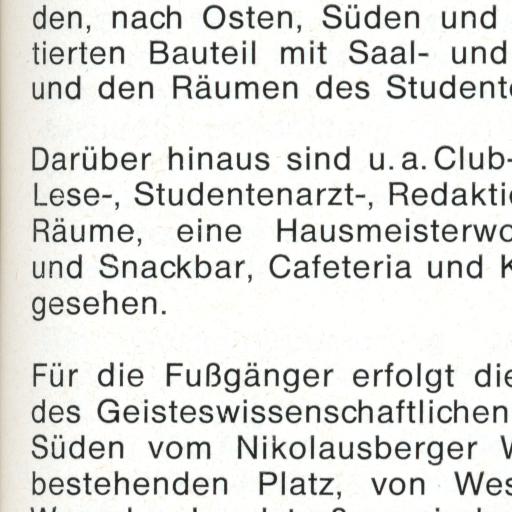 den, nach Osten, Süden und
tierten Bauteil mit Saal- und
und den Räumen des Studente
Darüber hinaus sind u. a. Club-
Lese-, Studentenarzt-, Redakti
Räume, eine Hausmeisterwo
und Snackbar, Cafeteria und K
gesehen.
Für die Fußgänger erfolgt die
des Geisteswissenschaftlichen
Süden vom Nikolausberger W
bestehenden Platz, von Wes